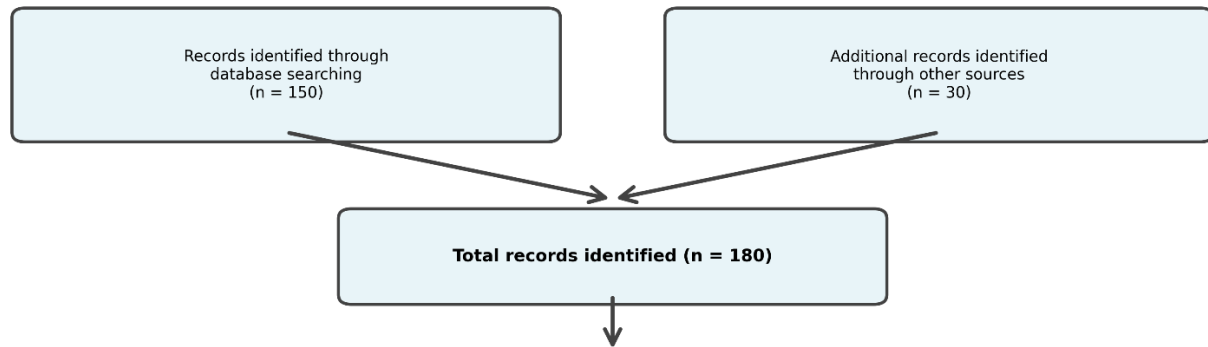 Records identified through
database searching
(n = 150)
Additional records identified
through other sources
(n = 30)
Total records identified (n = 180)